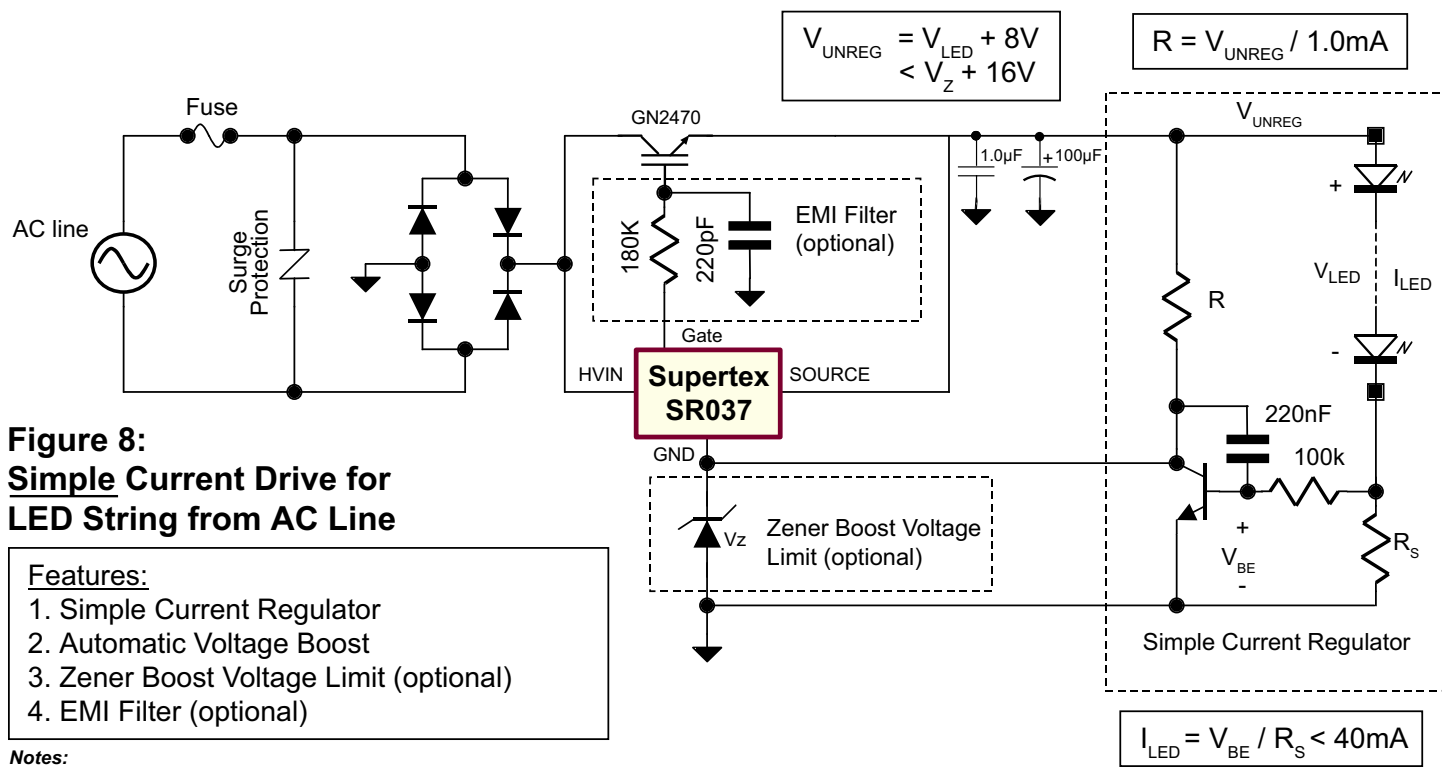 V_UNREG = V_LED + 8V
< V_Z + 16V
R = V_UNREG / 1.0mA
Fuse
GN2470
V_UNREG
1.0µF
+
100µF
AC line
Surge
Protection
180K
220pF
EMI Filter
(optional)
+
V_LED
I_LED
-
R
Gate
HVIN
Supertex
SR037
SOURCE
GND
220nF
100k
Figure 8:
Simple Current Drive for
LED String from AC Line
Vz
Zener Boost Voltage
Limit (optional)
+
V_BE
-
R_S
Simple Current Regulator
Features:
1. Simple Current Regulator
2. Automatic Voltage Boost
3. Zener Boost Voltage Limit (optional)
4. EMI Filter (optional)
I_LED = V_BE / R_S < 40mA
Notes: